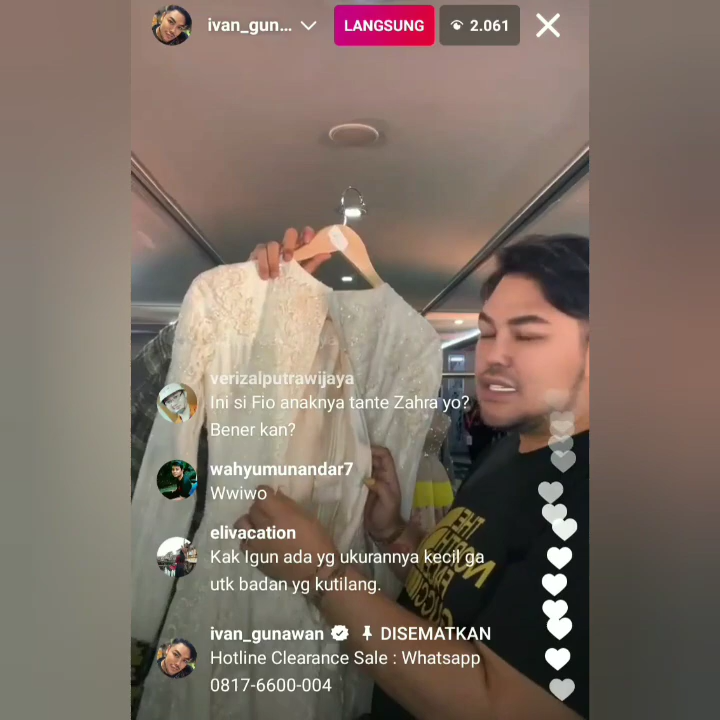 ivan_gun...
LANGSUNG
2.061
verizalputrawijaya
Ini si Fio anaknya tante Zahra yo?
Bener kan?
wahyumunandar7
Wwiwo
elivacation
Kak Igun ada yg ukurannya kecil ga
utk badan yg kutilang.
ivan_gunawan DISEMATKAN
Hotline Clearance Sale : Whatsapp
0817-6600-004
THE